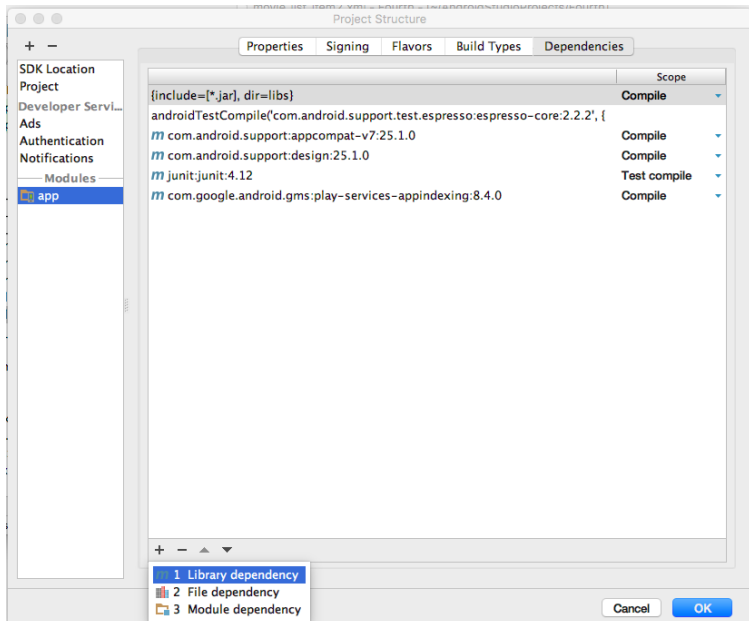 Project Structure
+ −
Properties Signing Flavors Build Types Dependencies
SDK Location
Project
Developer Servi...
Ads
Authentication
Notifications
Modules
app
Scope
{include=[*.jar], dir=libs} Compile
androidTestCompile('com.android.support.test.espresso:espresso-core:2.2.2', {
m com.android.support:appcompat-v7:25.1.0 Compile
m com.android.support:design:25.1.0 Compile
m junit:junit:4.12 Test compile
m com.google.android.gms:play-services-appindexing:8.4.0 Compile
+ −
m 1 Library dependency
2 File dependency
3 Module dependency
Cancel OK